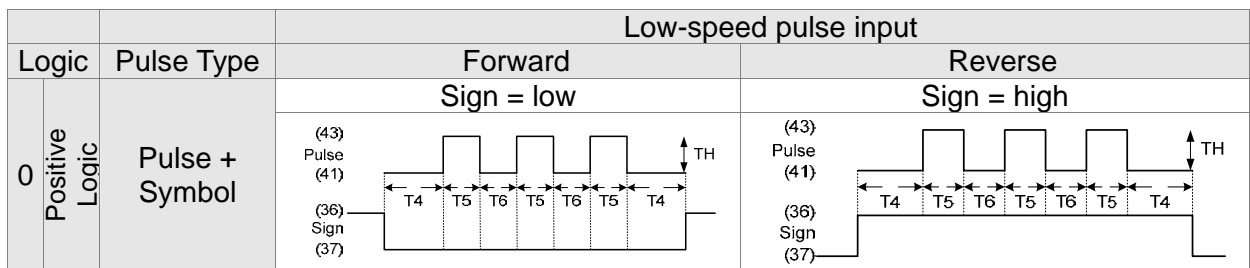 Low-speed pulse input
Logic Pulse Type Forward Reverse
Sign = low Sign = high
0 Positive Logic Pulse + Symbol
(43)
Pulse
(41)
TH
T4 T5 T6 T5 T6 T5 T4
(36)
Sign
(37)
(43)
Pulse
(41)
TH
T4 T5 T6 T5 T6 T5 T4
(36)
Sign
(37)